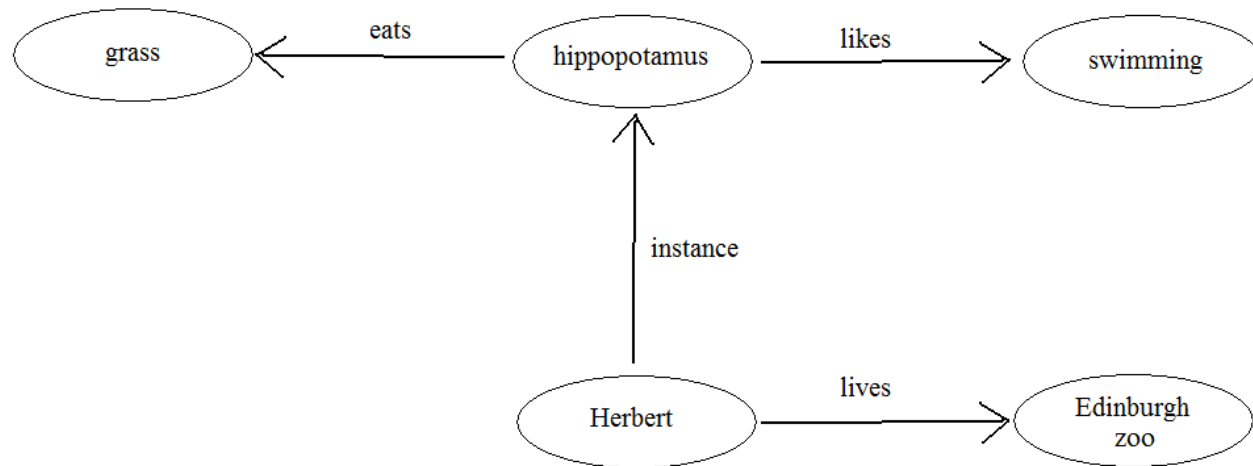 eats
likes
grass
hippopotamus
swimming
instance
lives
Herbert
Edinburgh
zoo